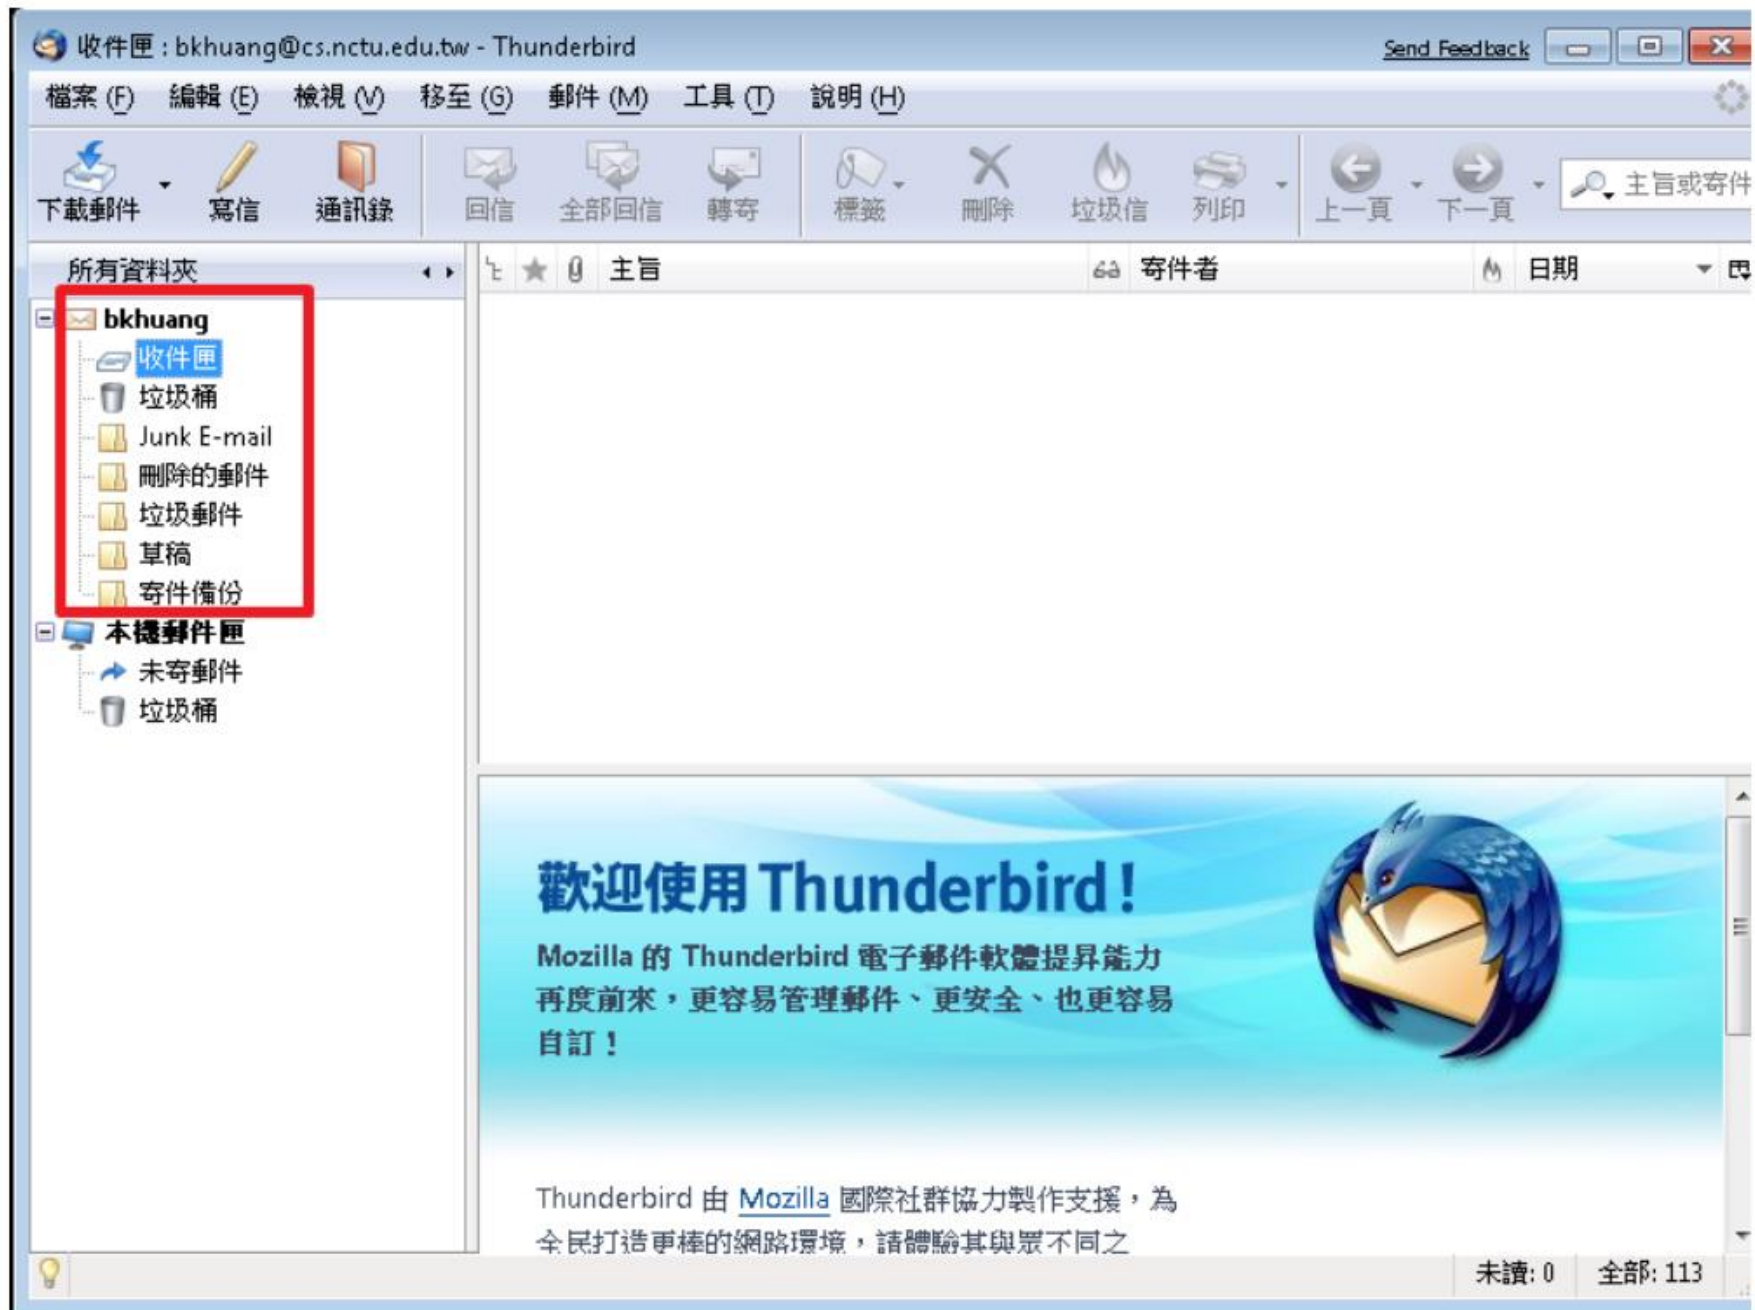 收件匣 : bkhuang@cs.nctu.edu.tw - Thunderbird
Send Feedback
檔案 (F) 編輯 (E) 檢視 (V) 移至 (G) 郵件 (M) 工具 (T) 說明 (H)
下載郵件 寫信 通訊錄 回信 全部回信 轉寄 標籤 刪除 垃圾信 列印 上一頁 下一頁 主旨或寄件
所有資料夾
主旨 寄件者 日期
bkhuang
收件匣
垃圾桶
Junk E-mail
刪除的郵件
垃圾郵件
草稿
寄件備份
本機郵件匣
未寄郵件
垃圾桶
歡迎使用 Thunderbird！
Mozilla 的 Thunderbird 電子郵件軟體提昇能力
再度前來，更容易管理郵件、更安全、也更容易
自訂！
Thunderbird 由 Mozilla 國際社群協力製作支援，為
全民打造更棒的網路環境，請體驗其與眾不同之
未讀: 0 全部: 113